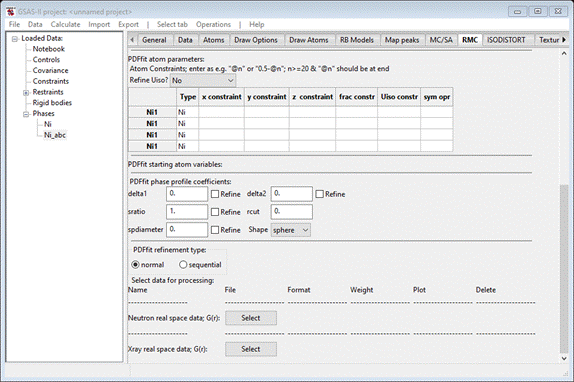 GSAS-II project: <unnamed project>
File Data Calculate Import Export | Select tab Operations | Help
Loaded Data:
Notebook
Controls
Covariance
Constraints
Restraints
Rigid bodies
Phases
Ni
Ni_abc
General Data Atoms Draw Options Draw Atoms RB Models Map peaks MC/SA RMC ISODISTORT Textur
PDFfit atom parameters:
Atom Constraints; enter as e.g. "@n" or "0.5-@n"; n>=20 & "@n" should be at end
Refine Uiso? No
Type x constraint y constraint z constraint frac constr Uiso constr sym opr
Ni1 Ni
Ni1 Ni
Ni1 Ni
Ni1 Ni
PDFfit starting atom variables:
PDFfit phase profile coefficients:
delta1 0. Refine delta2 0. Refine
sratio 1. Refine rcut 0.
spdiameter 0. Refine Shape sphere
PDFfit refinement type:
normal sequential
Select data for processing:
Name File Format Weight Plot Delete
Neutron real space data; G(r): Select
Xray real space data; G(r): Select